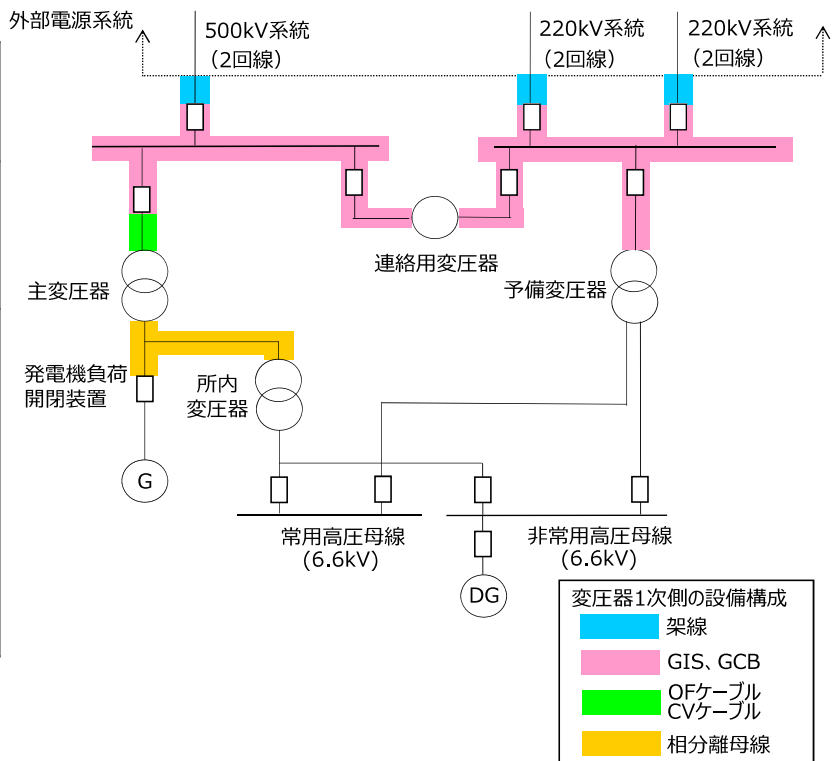 外部電源系統
500kV系統
(2回線)
220kV系統
(2回線)
220kV系統
(2回線)
連絡用変圧器
主変圧器
予備変圧器
発電機負荷
開閉装置
所内
変圧器
G
常用高圧母線
(6.6kV)
非常用高圧母線
(6.6kV)
DG
変圧器1次側の設備構成
架線
GIS、GCB
OFケーブル
CVケーブル
相分離母線